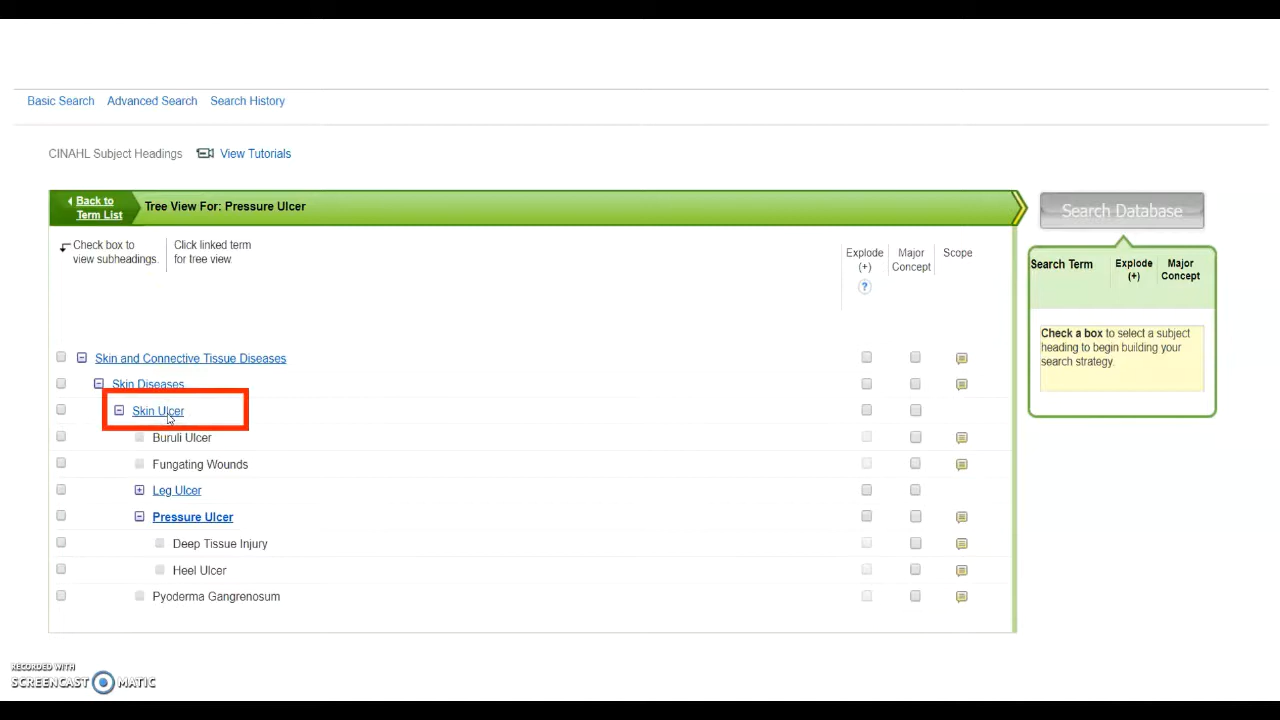 Basic Search Advanced Search Search History
CINAHL Subject Headings View Tutorials
Back to
Term List
Tree View For: Pressure Ulcer
Search Database
Check box to
view subheadings.
Click linked term
for tree view
Explode
(+)
?
Major
Concept
Scope
Search Term
Explode
(+)
Major
Concept
Check a box to select a subject
heading to begin building your
search strategy.
Skin and Connective Tissue Diseases
Skin Diseases
Skin Ulcer
Buruli Ulcer
Fungating Wounds
Leg Ulcer
Pressure Ulcer
Deep Tissue Injury
Heel Ulcer
Pyoderma Gangrenosum
RECORDED WITH
SCREENCAST MATIC